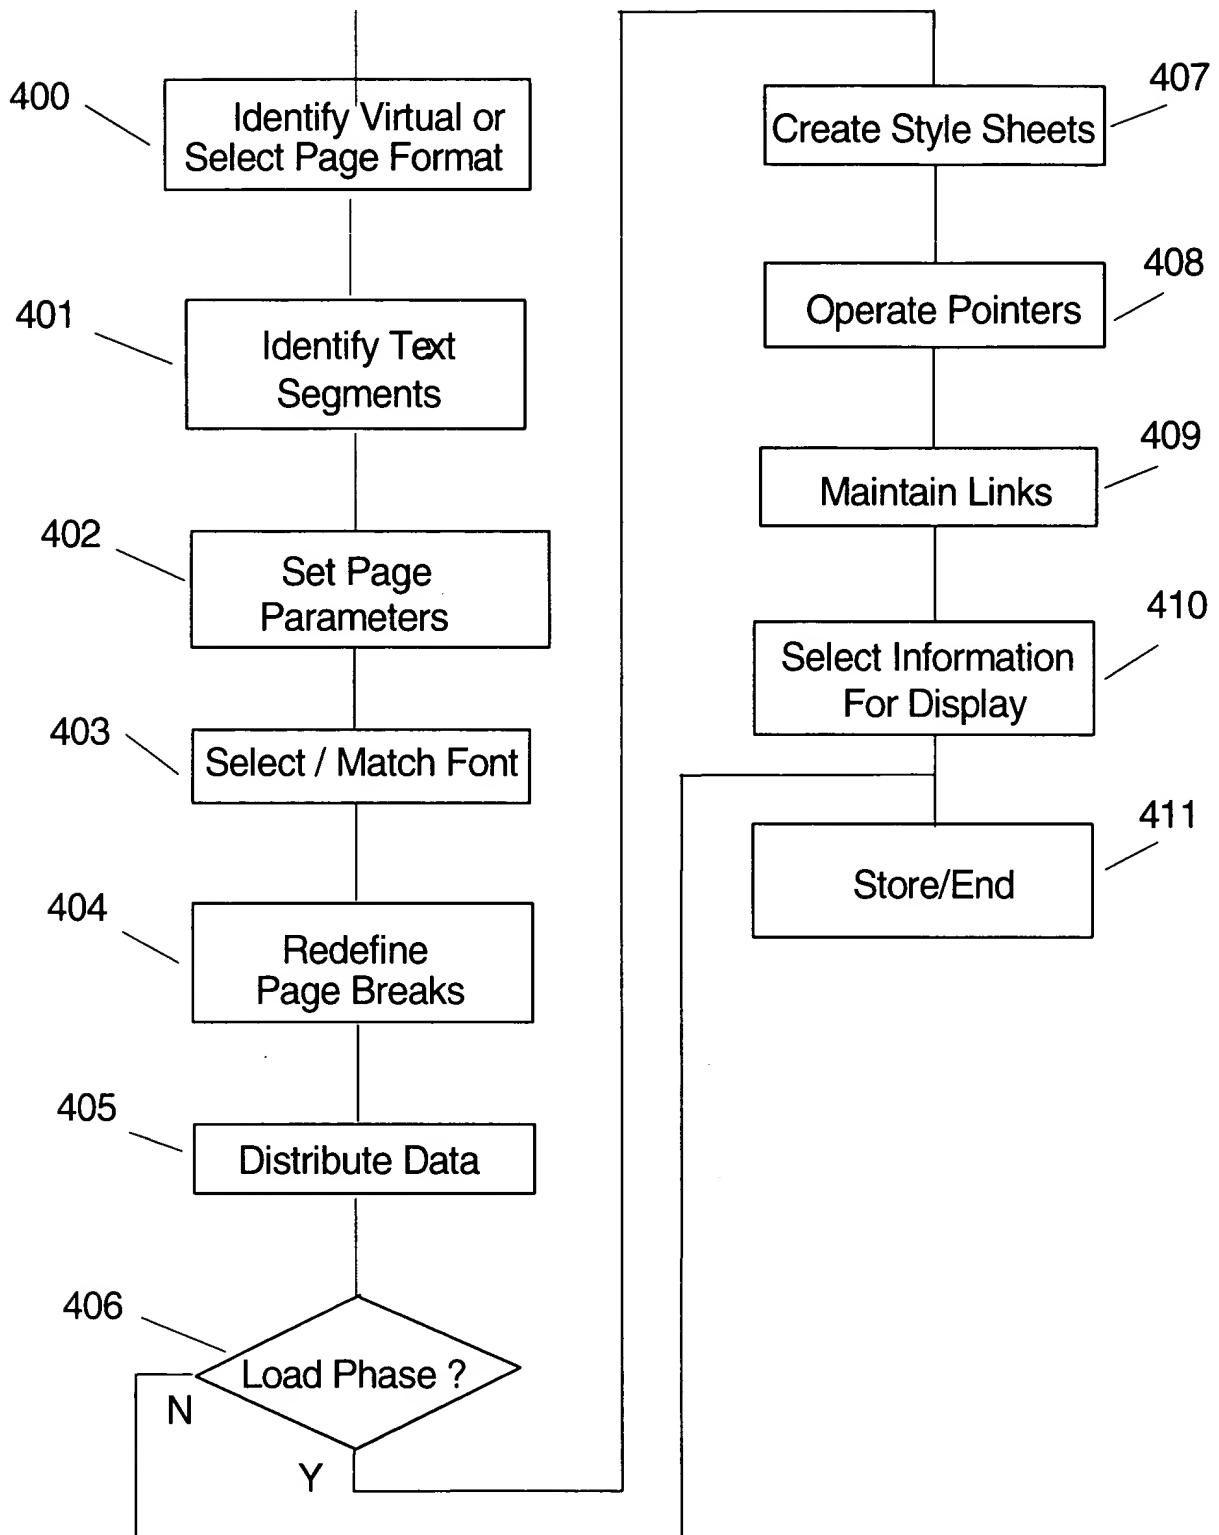 400
Identify Virtual or
Select Page Format
401
Identify Text
Segments
402
Set Page
Parameters
403
Select / Match Font
404
Redefine
Page Breaks
405
Distribute Data
406
Load Phase ?
N
Y
407
Create Style Sheets
408
Operate Pointers
409
Maintain Links
410
Select Information
For Display
411
Store/End